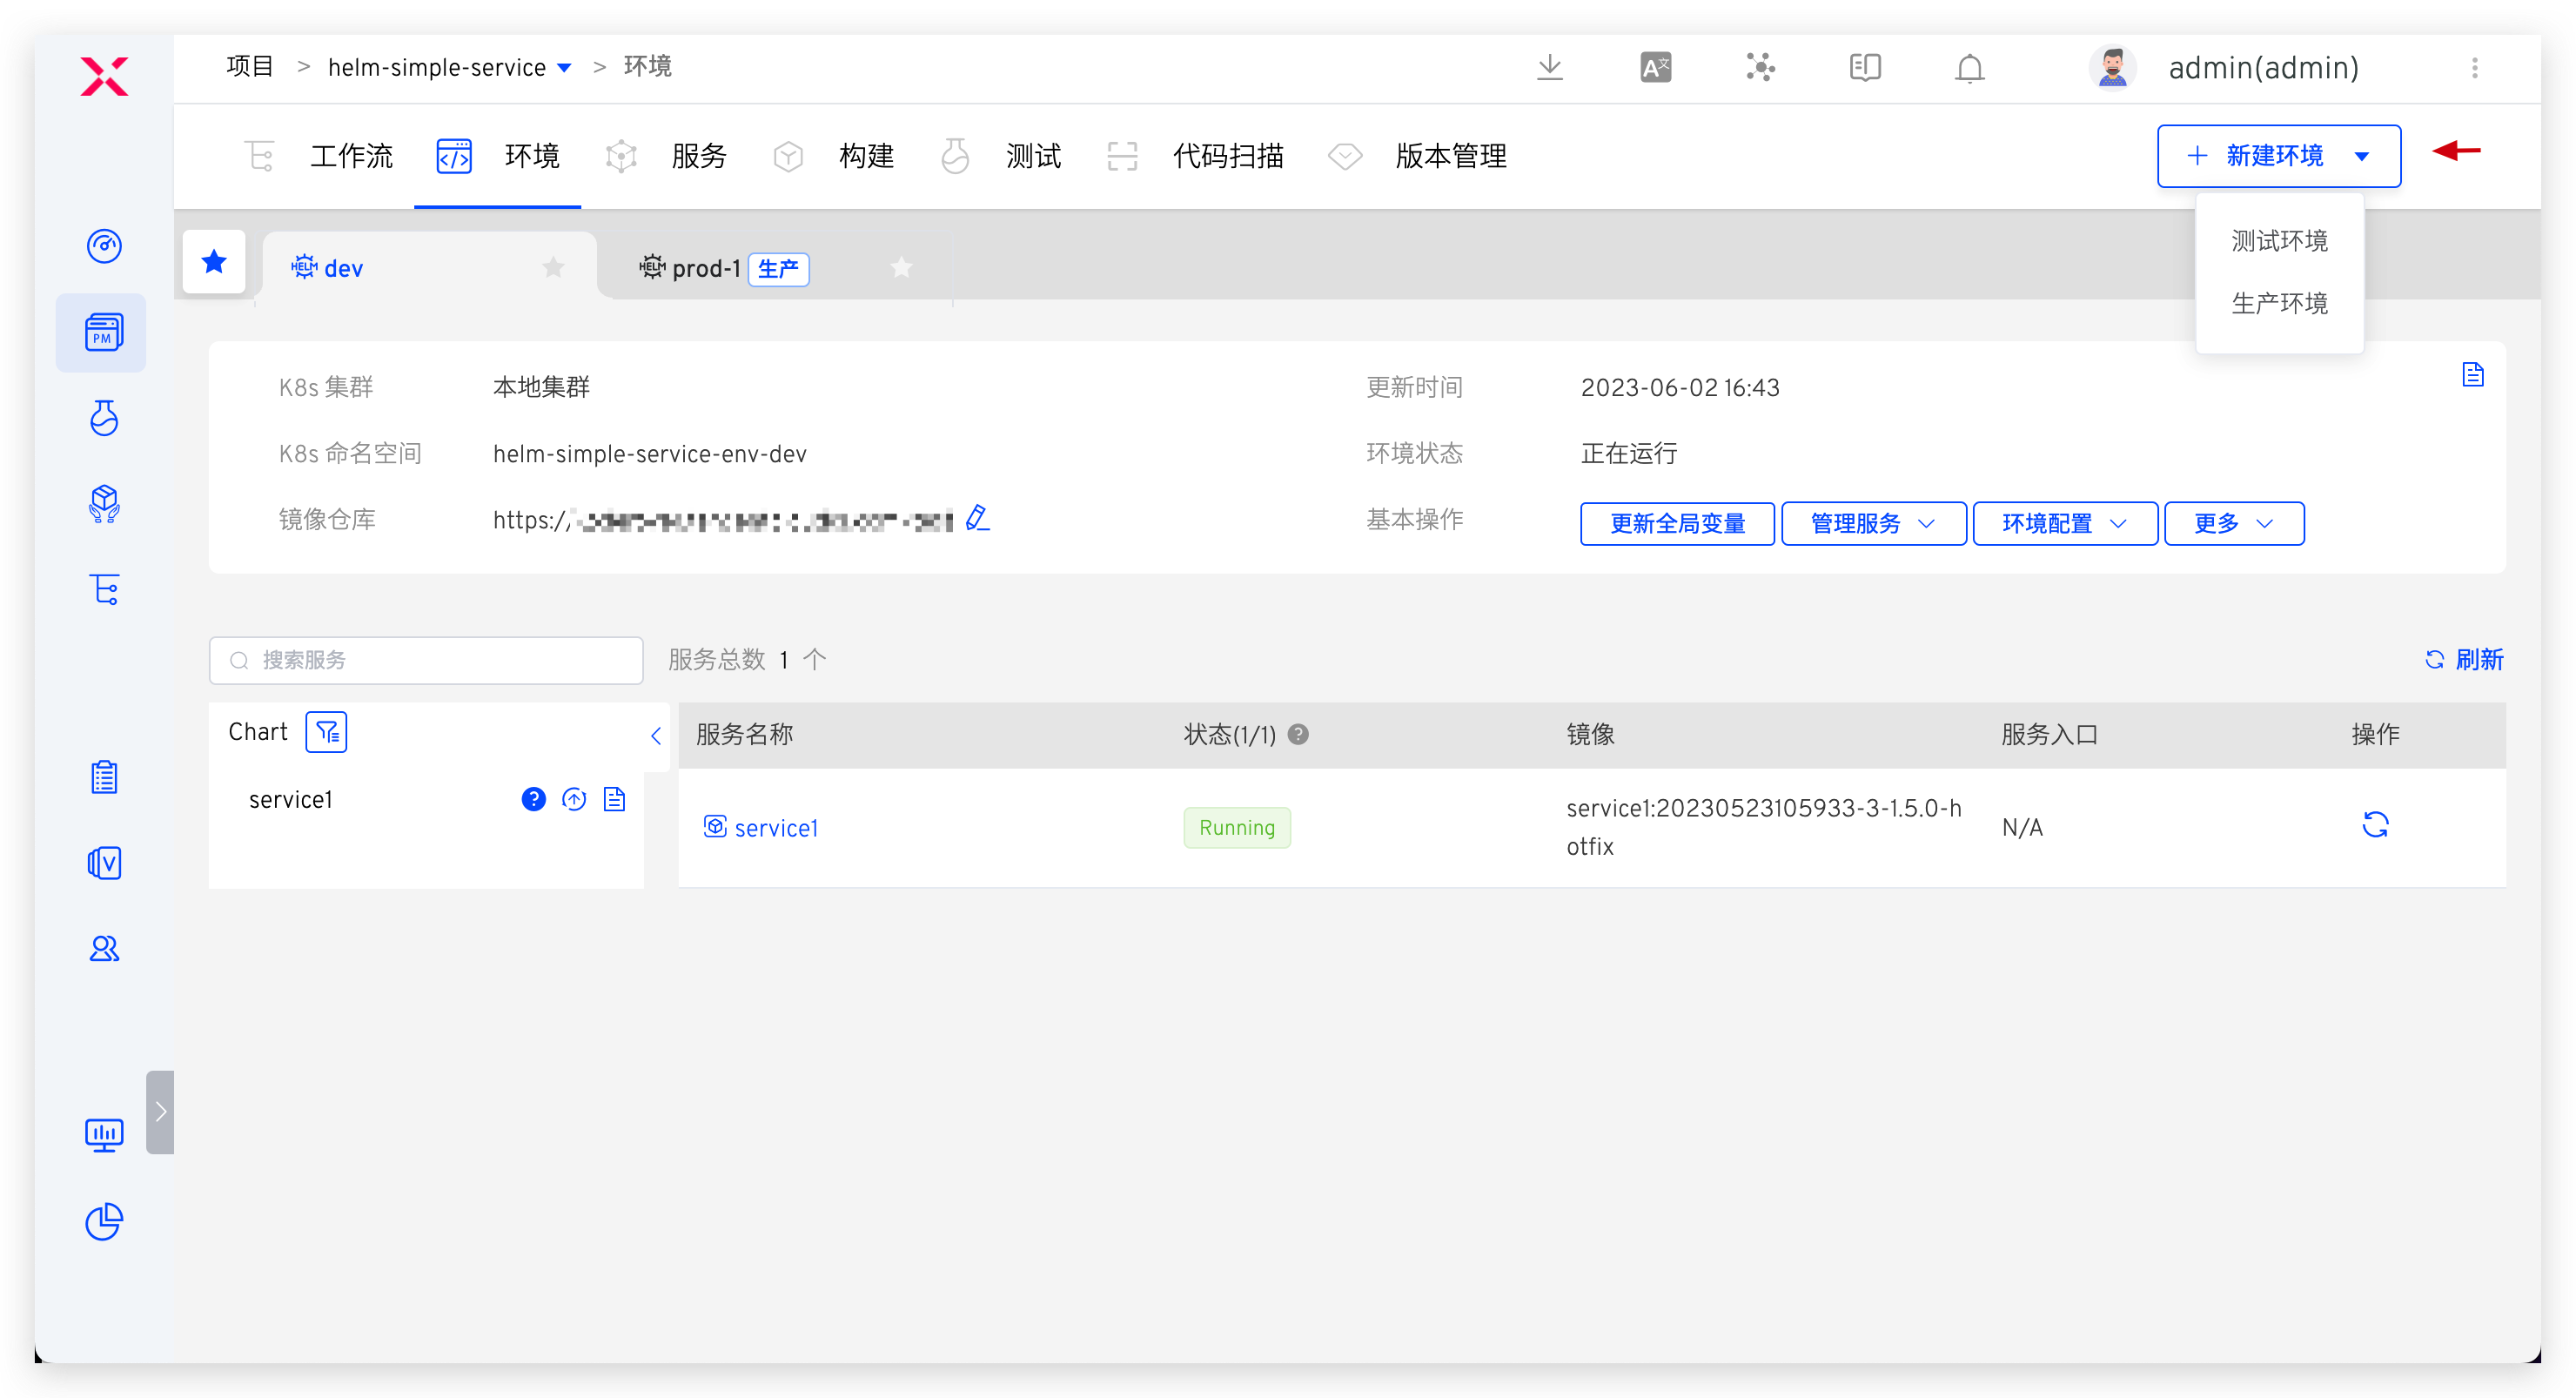 项目 > helm-simple-service > 环境
admin(admin)
工作流 环境 服务 构建 测试 代码扫描 版本管理
+ 新建环境
测试环境
生产环境
HELM dev
HELM prod-1 生产
PM
K8s 集群 本地集群
更新时间 2023-06-02 16:43
K8s 命名空间 helm-simple-service-env-dev
环境状态 正在运行
镜像仓库 https:/
基本操作 更新全局变量 管理服务 环境配置 更多
搜索服务
服务总数 1 个
刷新
Chart
service1
服务名称 状态(1/1) 镜像 服务入口 操作
service1 Running service1:20230523105933-3-1.5.0-h
otfix
N/A